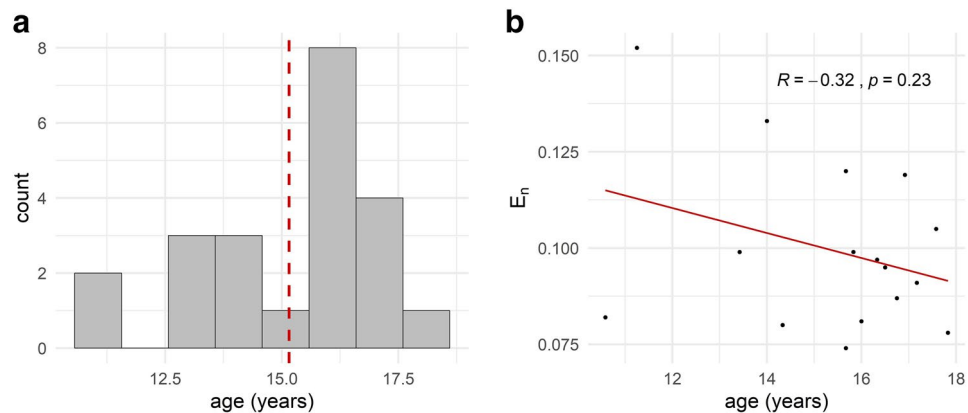 a
8
6
4
2
0
count
12.5 15.0 17.5
age (years)
b
0.150
0.125
0.100
0.075
Eₙ
R = −0.32 , p = 0.23
12 14 16 18
age (years)